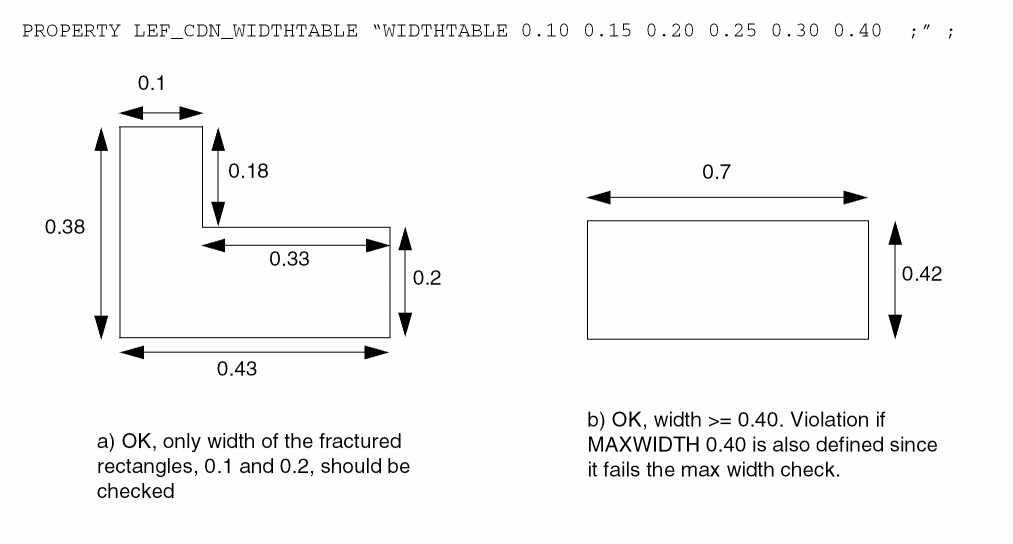 PROPERTY LEF_CDN_WIDTHTABLE “WIDTHTABLE 0.10 0.15 0.20 0.25 0.30 0.40 ;” ;
0.1
0.18
0.38
0.33
0.2
0.43
0.7
0.42
a) OK, only width of the fractured
rectangles, 0.1 and 0.2, should be
checked
b) OK, width >= 0.40. Violation if
MAXWIDTH 0.40 is also defined since
it fails the max width check.